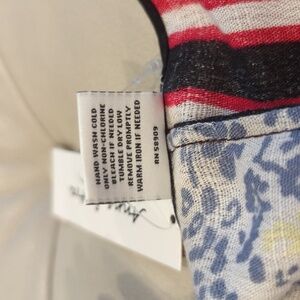 HAND WASH COLD
ONLY NON-CHLORINE
BLEACH IF NEEDED
TUMBLE DRY LOW
REMOVE PROMPTLY
WARM IRON IF NEEDED
RN 58909